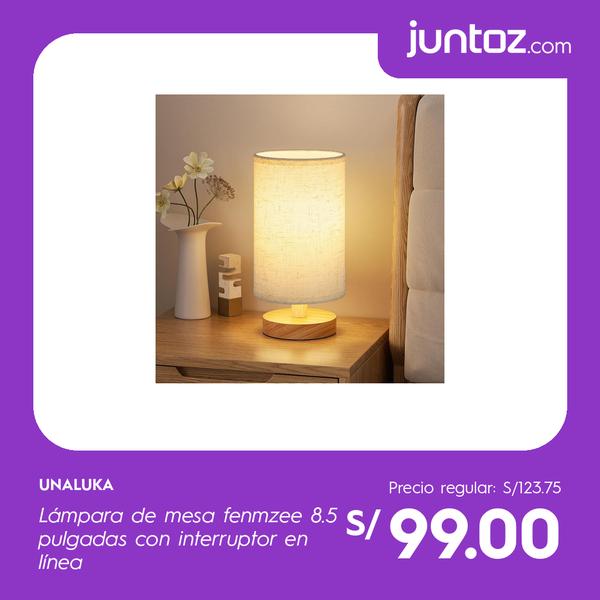 juntoz.com
UNALUKA
Lámpara de mesa fenmzee 8.5
pulgadas con interruptor en
línea
Precio regular: S/123.75
S/99.00